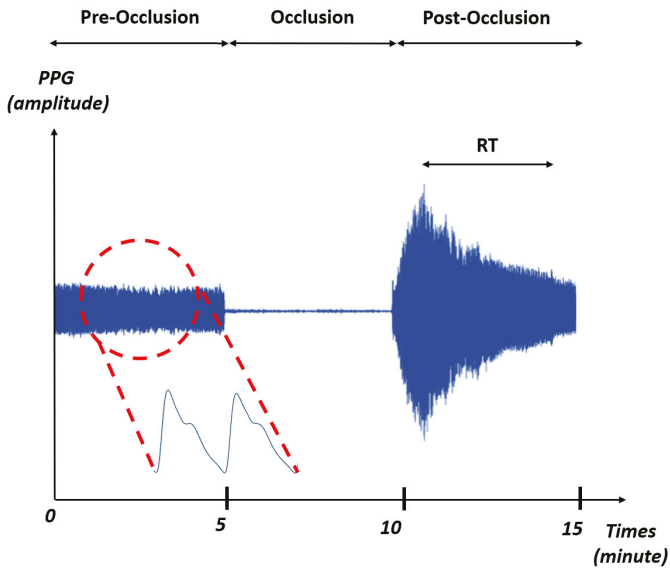 Pre-Occlusion Occlusion Post-Occlusion
PPG
(amplitude)
RT
0 5 10 15
Times
(minute)